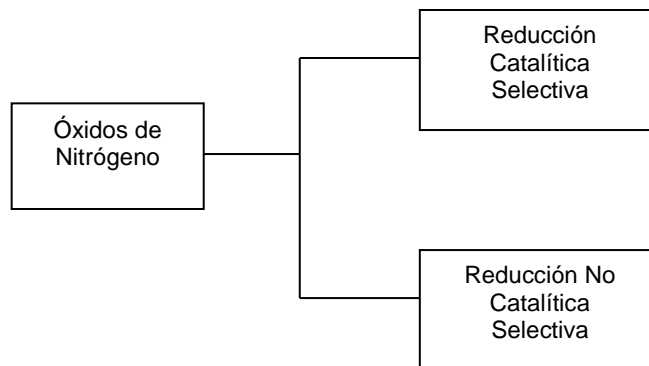 Reducción
Catalítica
Selectiva
Óxidos de
Nitrógeno
Reducción No
Catalítica
Selectiva